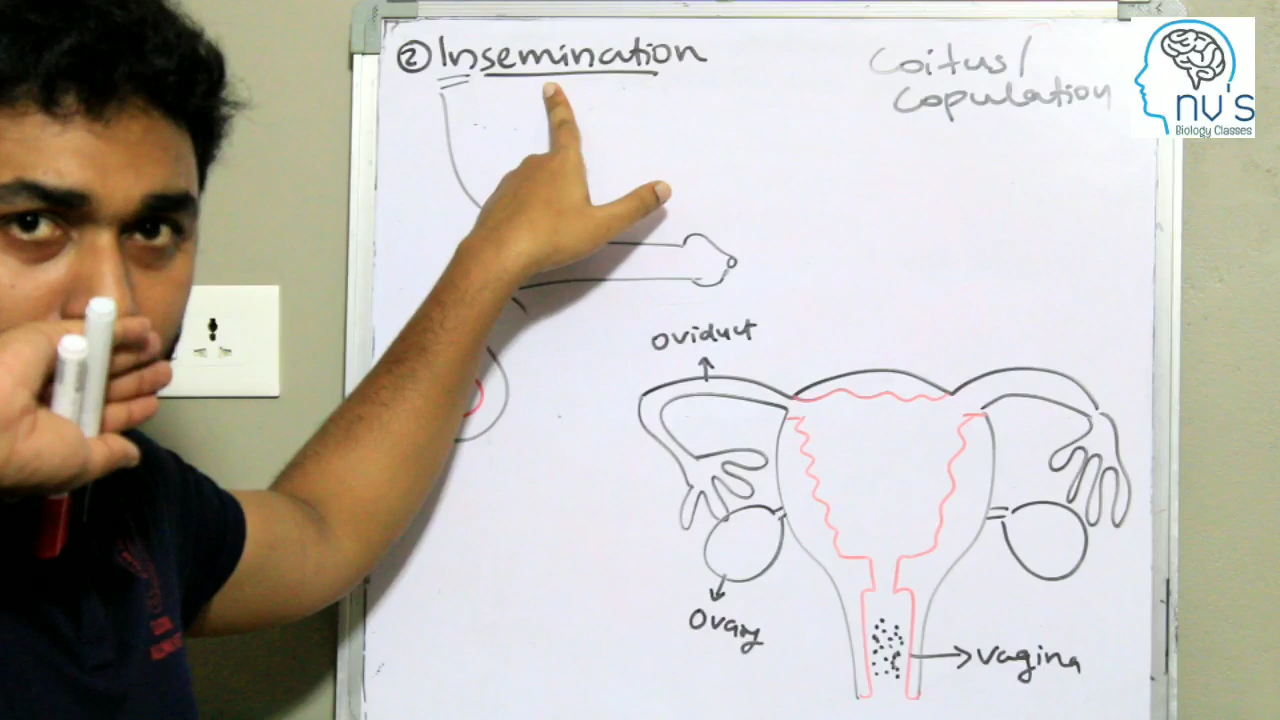 ② Insemination
Coitus/
Copulation
nv's
Biology Classes
Oviduct
Ovary
Vagina